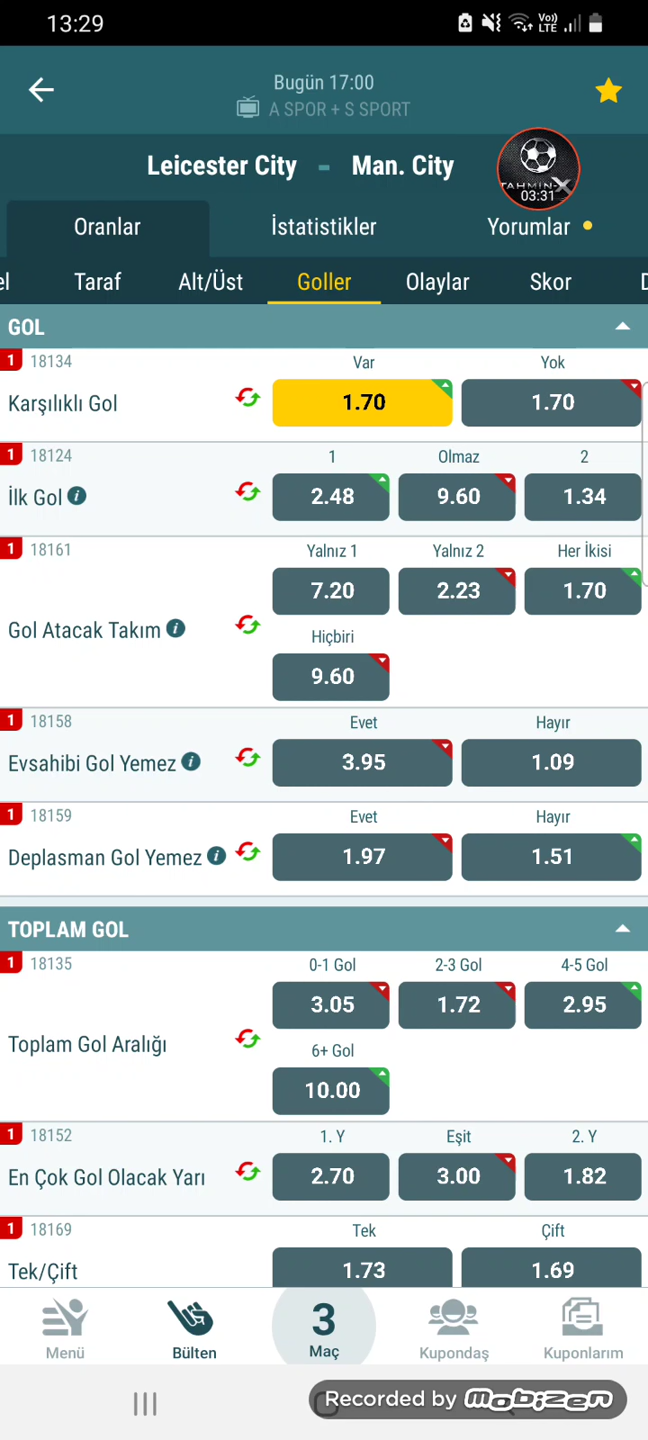 13:29
Vo))
LTE
Bugün 17:00
A SPOR + S SPORT
Leicester City - Man. City
TAHMİN-X
03:31
Oranlar İstatistikler Yorumlar
el Taraf Alt/Üst Goller Olaylar Skor D
GOL
1 18134 Var Yok
Karşılıklı Gol 1.70 1.70
1 18124 1 Olmaz 2
İlk Gol i 2.48 9.60 1.34
1 18161 Yalnız 1 Yalnız 2 Her İkisi
7.20 2.23 1.70
Gol Atacak Takım i
Hiçbiri
9.60
1 18158 Evet Hayır
Evsahibi Gol Yemez i 3.95 1.09
1 18159 Evet Hayır
Deplasman Gol Yemez i 1.97 1.51
TOPLAM GOL
1 18135 0-1 Gol 2-3 Gol 4-5 Gol
3.05 1.72 2.95
Toplam Gol Aralığı
6+ Gol
10.00
1 18152 1. Y Eşit 2. Y
En Çok Gol Olacak Yarı 2.70 3.00 1.82
1 18169 Tek Çift
Tek/Çift 1.73 1.69
3
Menü Bülten Maç Kupondaş Kuponlarım
Recorded by mobizen